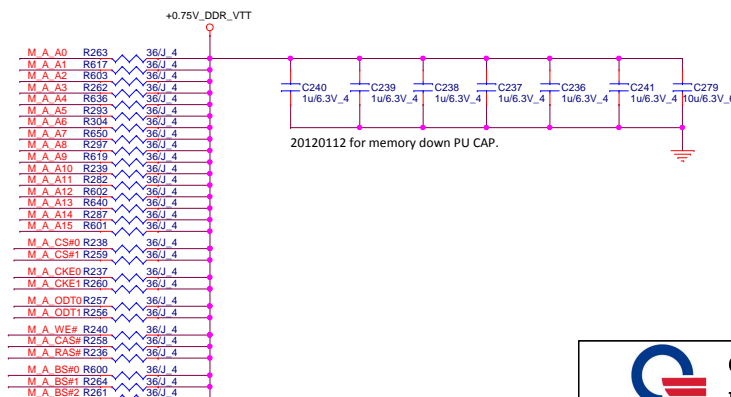 +0.75V_DDR_VTT
M_A_A0 R263 36/J_4
M_A_A1 R617 36/J_4
M_A_A2 R603 36/J_4
M_A_A3 R262 36/J_4
M_A_A4 R636 36/J_4
M_A_A5 R293 36/J_4
M_A_A6 R304 36/J_4
M_A_A7 R650 36/J_4
M_A_A8 R297 36/J_4
M_A_A9 R619 36/J_4
M_A_A10 R239 36/J_4
M_A_A11 R282 36/J_4
M_A_A12 R602 36/J_4
M_A_A13 R640 36/J_4
M_A_A14 R287 36/J_4
M_A_A15 R601 36/J_4
M_A_CS#0 R238 36/J_4
M_A_CS#1 R259 36/J_4
M_A_CKE0 R237 36/J_4
M_A_CKE1 R260 36/J_4
M_A_ODT0 R257 36/J_4
M_A_ODT1 R256 36/J_4
M_A_WE# R240 36/J_4
M_A_CAS# R258 36/J_4
M_A_RAS# R236 36/J_4
M_A_BS#0 R600 36/J_4
M_A_BS#1 R264 36/J_4
M_A_BS#2 R261 36/J_4
C240 C239 C238 C237 C236 C241 C279
1u/6.3V_4 1u/6.3V_4 1u/6.3V_4 1u/6.3V_4 1u/6.3V_4 1u/6.3V_4 10u/6.3V_6
20120112 for memory down PU CAP.